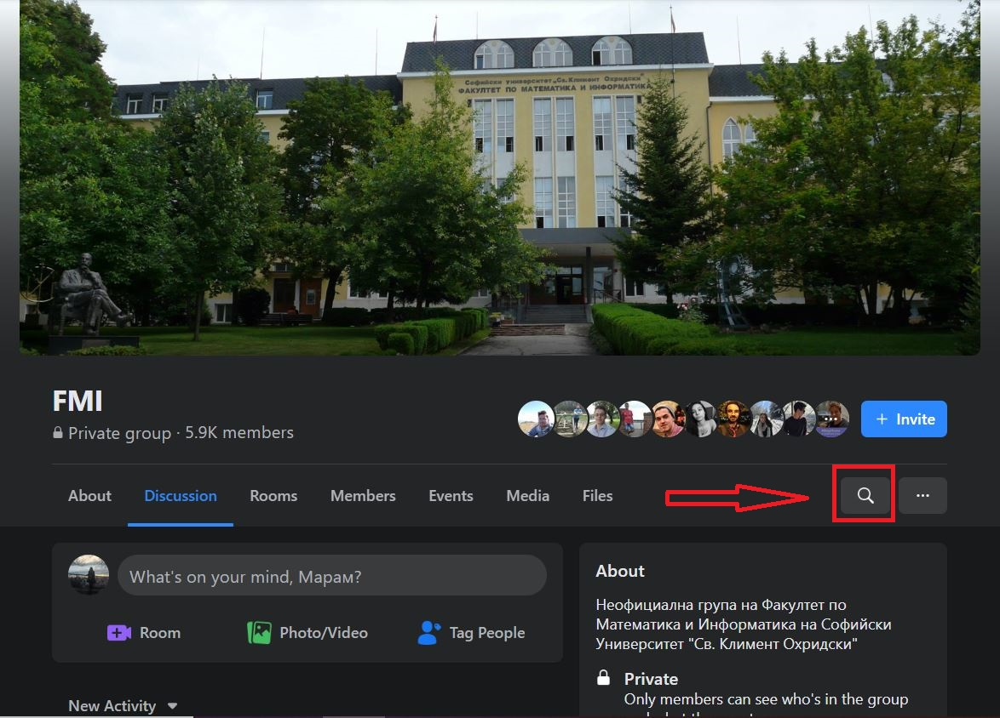 Софийски университет „Св. Климент Охридски"
ФАКУЛТЕТ ПО МАТЕМАТИКА И ИНФОРМАТИКА
FMI
Private group · 5.9K members
+ Invite
About
Discussion
Rooms
Members
Events
Media
Files
What's on your mind, Марам?
Room
Photo/Video
Tag People
New Activity
About
Неофициална група на Факултет по
Математика и Информатика на Софийски
Университет "Св. Климент Охридски"
Private
Only members can see who's in the group